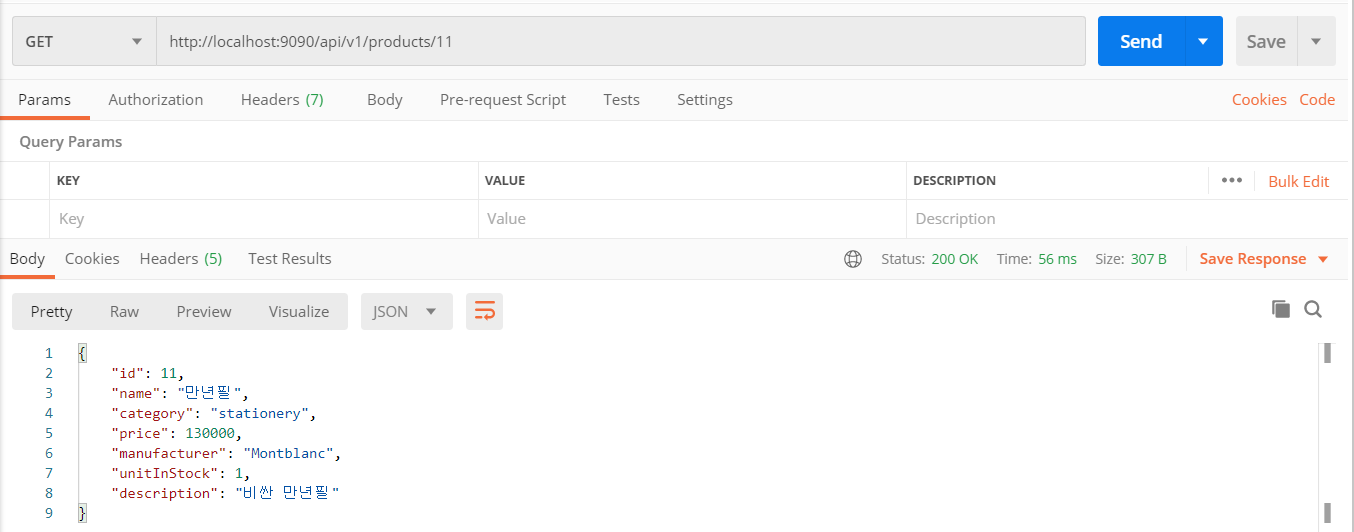 GET http://localhost:9090/api/v1/products/11 Send Save
Params Authorization Headers (7) Body Pre-request Script Tests Settings Cookies Code
Query Params
KEY VALUE DESCRIPTION ••• Bulk Edit
Key Value Description
Body Cookies Headers (5) Test Results Status: 200 OK Time: 56 ms Size: 307 B Save Response
Pretty Raw Preview Visualize JSON
1 {
2 "id": 11,
3 "name": "만년필",
4 "category": "stationery",
5 "price": 130000,
6 "manufacturer": "Montblanc",
7 "unitInStock": 1,
8 "description": "비싼 만년필"
9 }